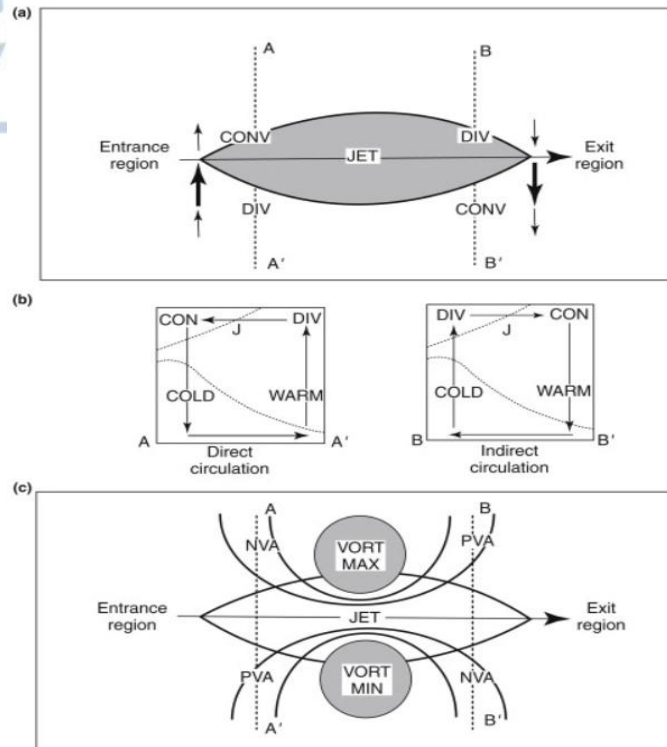 (a)
A
B
Entrance
region
CONV
DIV
JET
Exit
region
DIV
CONV
A'
B'
(b)
CON
DIV
J
COLD
WARM
A
A'
Direct
circulation
DIV
CON
J
COLD
WARM
B
B'
Indirect
circulation
(c)
A
B
NVA
VORT
MAX
PVA
Entrance
region
JET
Exit
region
PVA
VORT
MIN
NVA
A'
B'